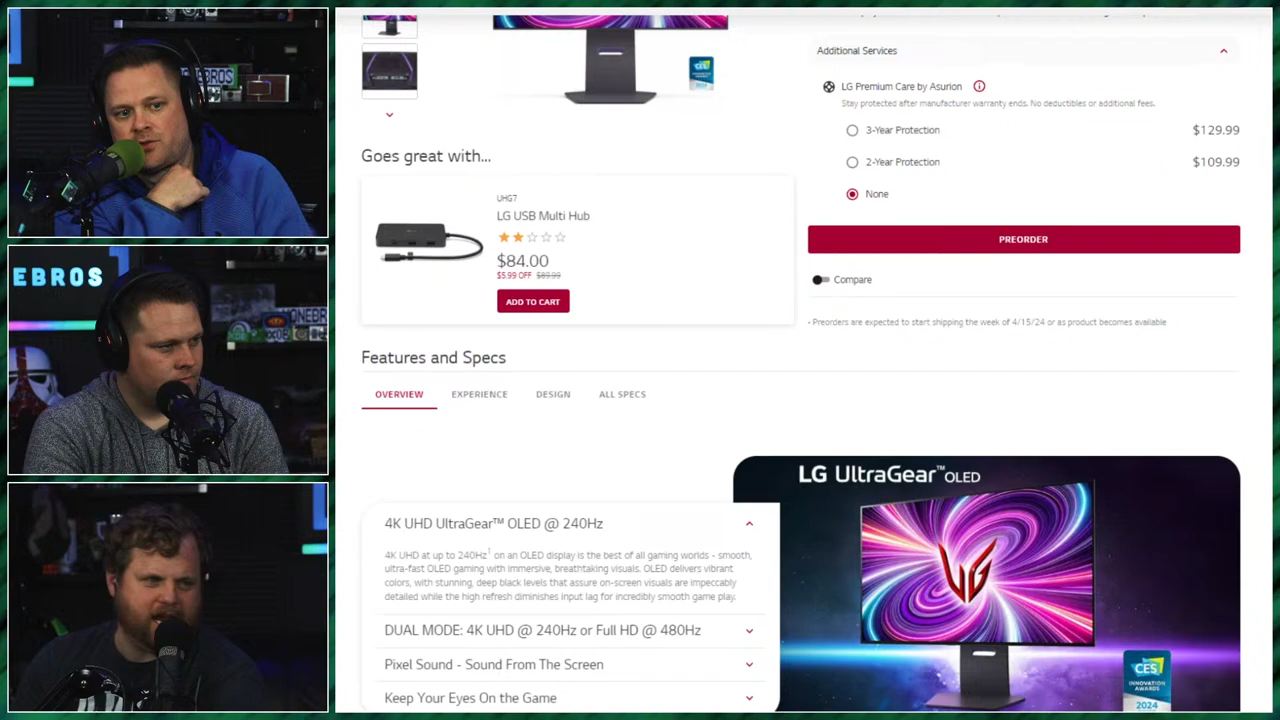 EBROS
Goes great with...
UHG7
LG USB Multi Hub
$84.00
$5.99 OFF $89.99
ADD TO CART
Additional Services
LG Premium Care by Asurion
Stay protected after manufacturer warranty ends. No deductibles or additional fees.
3-Year Protection $129.99
2-Year Protection $109.99
None
PREORDER
Compare
• Preorders are expected to start shipping the week of 4/15/24 or as product becomes available
Features and Specs
OVERVIEW EXPERIENCE DESIGN ALL SPECS
4K UHD UltraGear™ OLED @ 240Hz
4K UHD at up to 240Hz¹ on an OLED display is the best of all gaming worlds - smooth,
ultra-fast OLED gaming with immersive, breathtaking visuals. OLED delivers vibrant
colors, with stunning, deep black levels that assure on-screen visuals are impeccably
detailed while the high refresh diminishes input lag for incredibly smooth game play.
DUAL MODE: 4K UHD @ 240Hz or Full HD @ 480Hz
Pixel Sound - Sound From The Screen
Keep Your Eyes On the Game
LG UltraGear™ OLED
CES
INNOVATION
AWARDS
2024